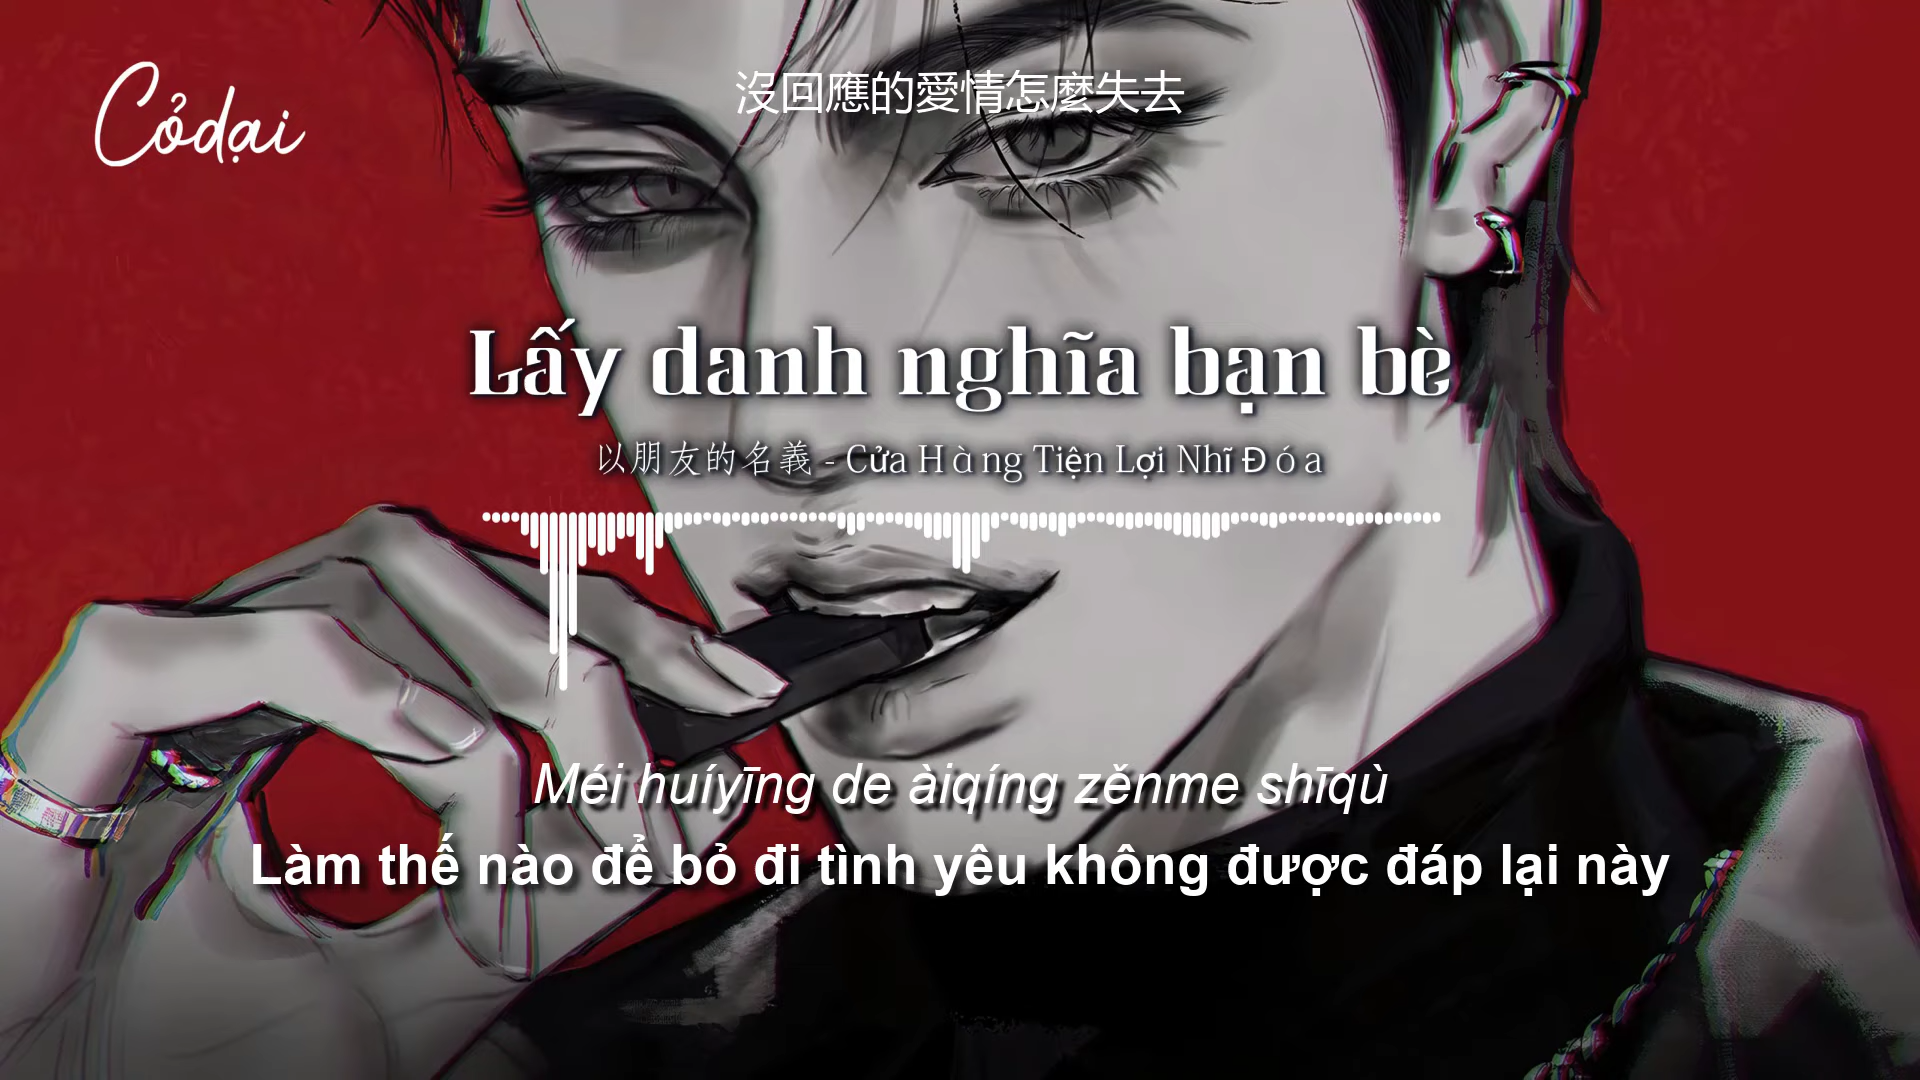 沒回應的愛情怎麼失去
Cỏdại
Lấy danh nghĩa bạn bè
以朋友的名義 - Cửa Hàng Tiện Lợi Nhĩ Đóa
Méi huíyīng de àiqíng zěnme shīqù
Làm thế nào để bỏ đi tình yêu không được đáp lại này